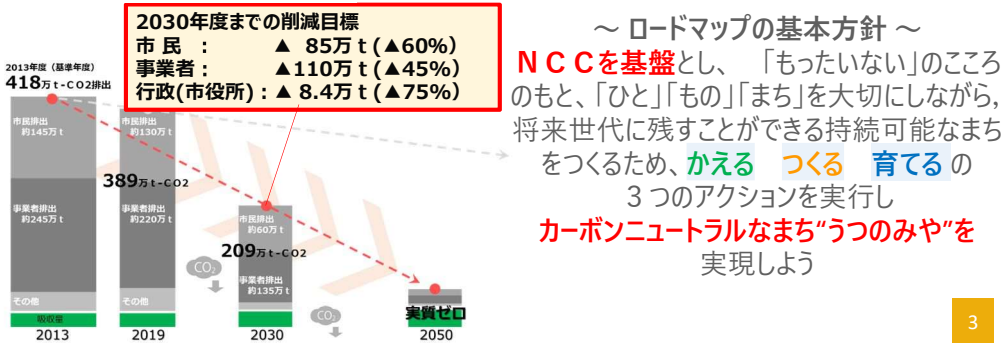 2030年度までの削減目標
市 民 : ▲ 85万ｔ(▲60%)
事業者 : ▲110万ｔ(▲45%)
行政(市役所) : ▲ 8.4万ｔ(▲75%)
2013年度（基準年度）
418万ｔ-ＣＯ２排出
市民排出
約145万ｔ
事業者排出
約245万ｔ
その他
吸収量
2013
市民排出
約130万ｔ
389万ｔ-ＣＯ２
事業者排出
約220万ｔ
その他
2019
CO₂
市民排出
約60万ｔ
209万ｔ-ＣＯ２
事業者排出
約135万ｔ
2030
CO₂
実質ゼロ
2050
～ ロードマップの基本方針 ～
ＮＣＣを基盤とし、 「もったいない」のこころ
のもと、「ひと」「もの」「まち」を大切にしながら、
将来世代に残すことができる持続可能なまち
をつくるため、かえる つくる 育てる の
３つのアクションを実行し
カーボンニュートラルなまち“うつのみや”を
実現しよう
3